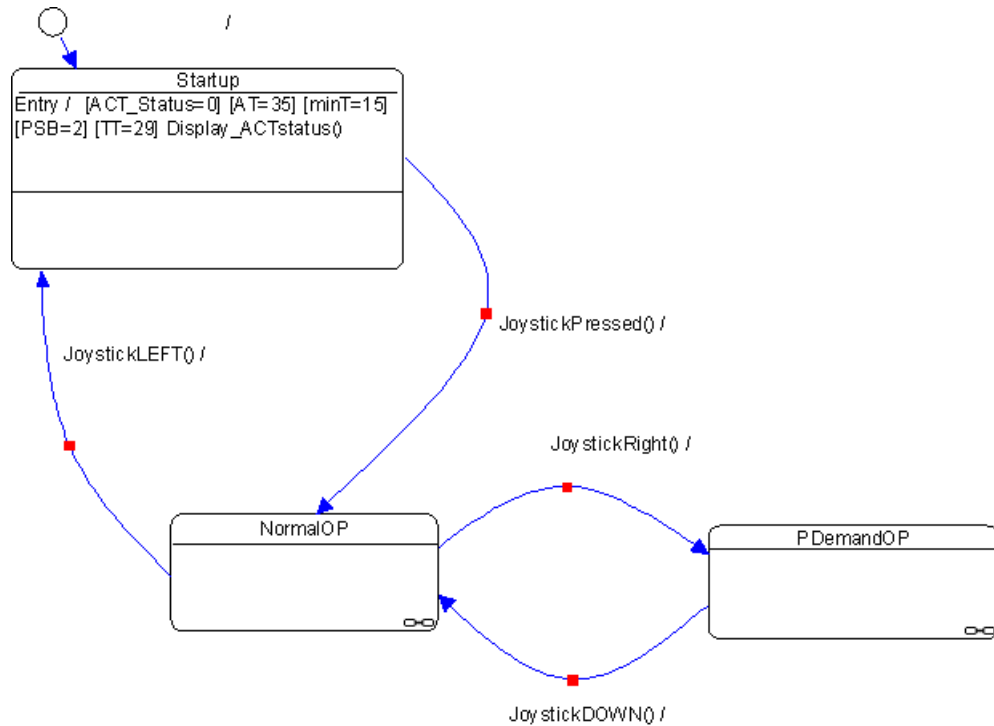 /
Startup
Entry / [ACT_Status=0] [AT=35] [minT=15]
[PSB=2] [TT=29] Display_ACTstatus()
JoystickPressed() /
JoystickLEFT() /
JoystickRight() /
NormalOP
PDemandOP
JoystickDOWN() /